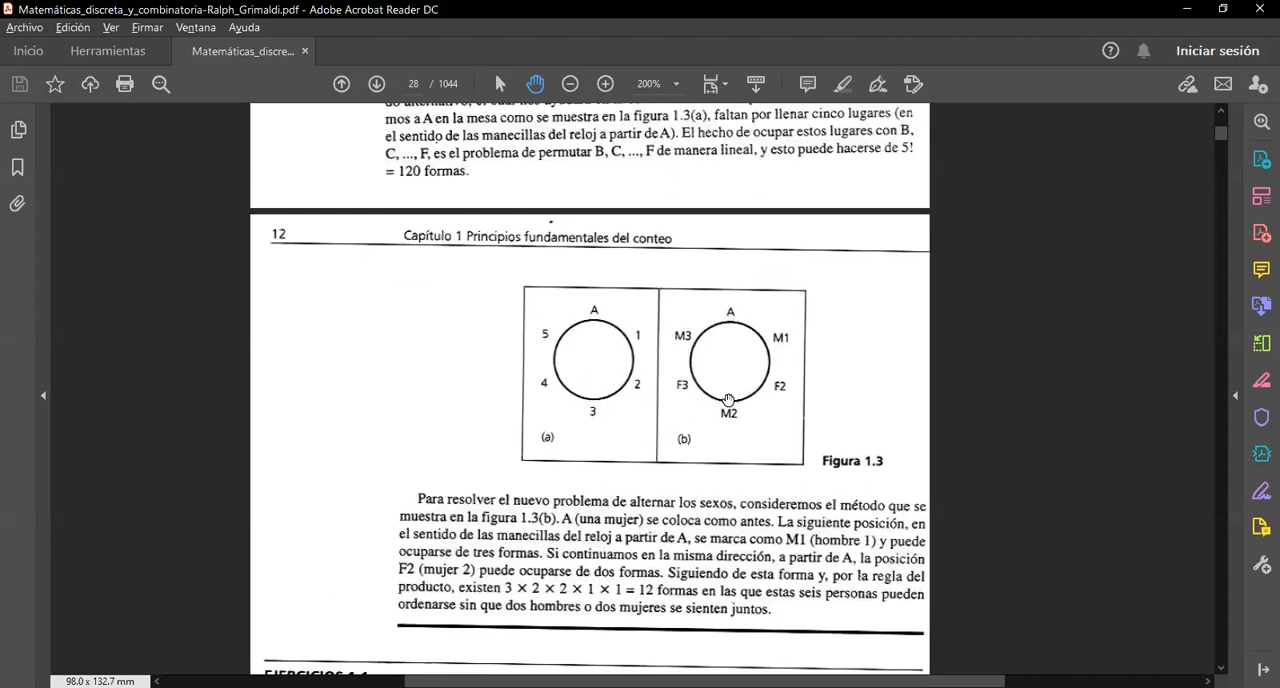 Matemáticas_discreta_y_combinatoria-Ralph_Grimaldi.pdf - Adobe Acrobat Reader DC
Archivo Edición Ver Firmar Ventana Ayuda
Inicio Herramientas Matemáticas_discre... × Iniciar sesión
28 / 1044 200%
do alternativo, el cual nos
mos a A en la mesa como se muestra en la figura 1.3(a), faltan por llenar cinco lugares (en
el sentido de las manecillas del reloj a partir de A). El hecho de ocupar estos lugares con B,
C, ..., F, es el problema de permutar B, C, ..., F de manera lineal, y esto puede hacerse de 5!
= 120 formas.
12 Capítulo 1 Principios fundamentales del conteo
A A
5 1 M3 M1
4 2 F3 F2
3 M2
(a) (b)
Figura 1.3
Para resolver el nuevo problema de alternar los sexos, consideremos el método que se
muestra en la figura 1.3(b). A (una mujer) se coloca como antes. La siguiente posición, en
el sentido de las manecillas del reloj a partir de A, se marca como M1 (hombre 1) y puede
ocuparse de tres formas. Si continuamos en la misma dirección, a partir de A, la posición
F2 (mujer 2) puede ocuparse de dos formas. Siguiendo de esta forma y, por la regla del
producto, existen 3 × 2 × 2 × 1 × 1 = 12 formas en las que estas seis personas pueden
ordenarse sin que dos hombres o dos mujeres se sienten juntos.
EJERCICIOS 1.1
98.0 x 132.7 mm